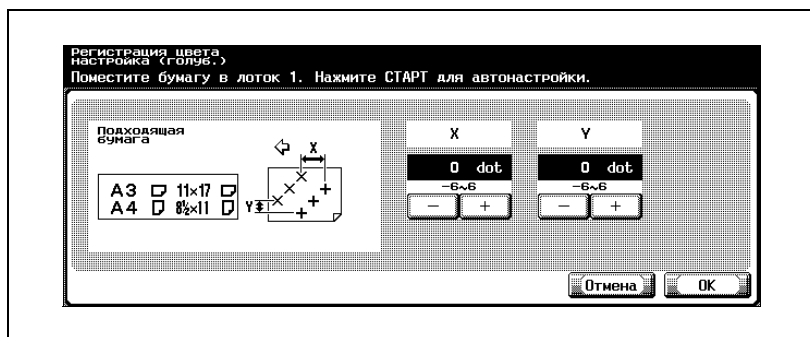 Регистрация цвета
настройка (голуб.)
Поместите бумагу в лоток 1. Нажмите СТАРТ для автонастройки.
Подходящая
бумага
X
A3 11×17
A4 8½×11
Y
X Y
0 dot 0 dot
-6~6 -6~6
- + - +
Отмена OK